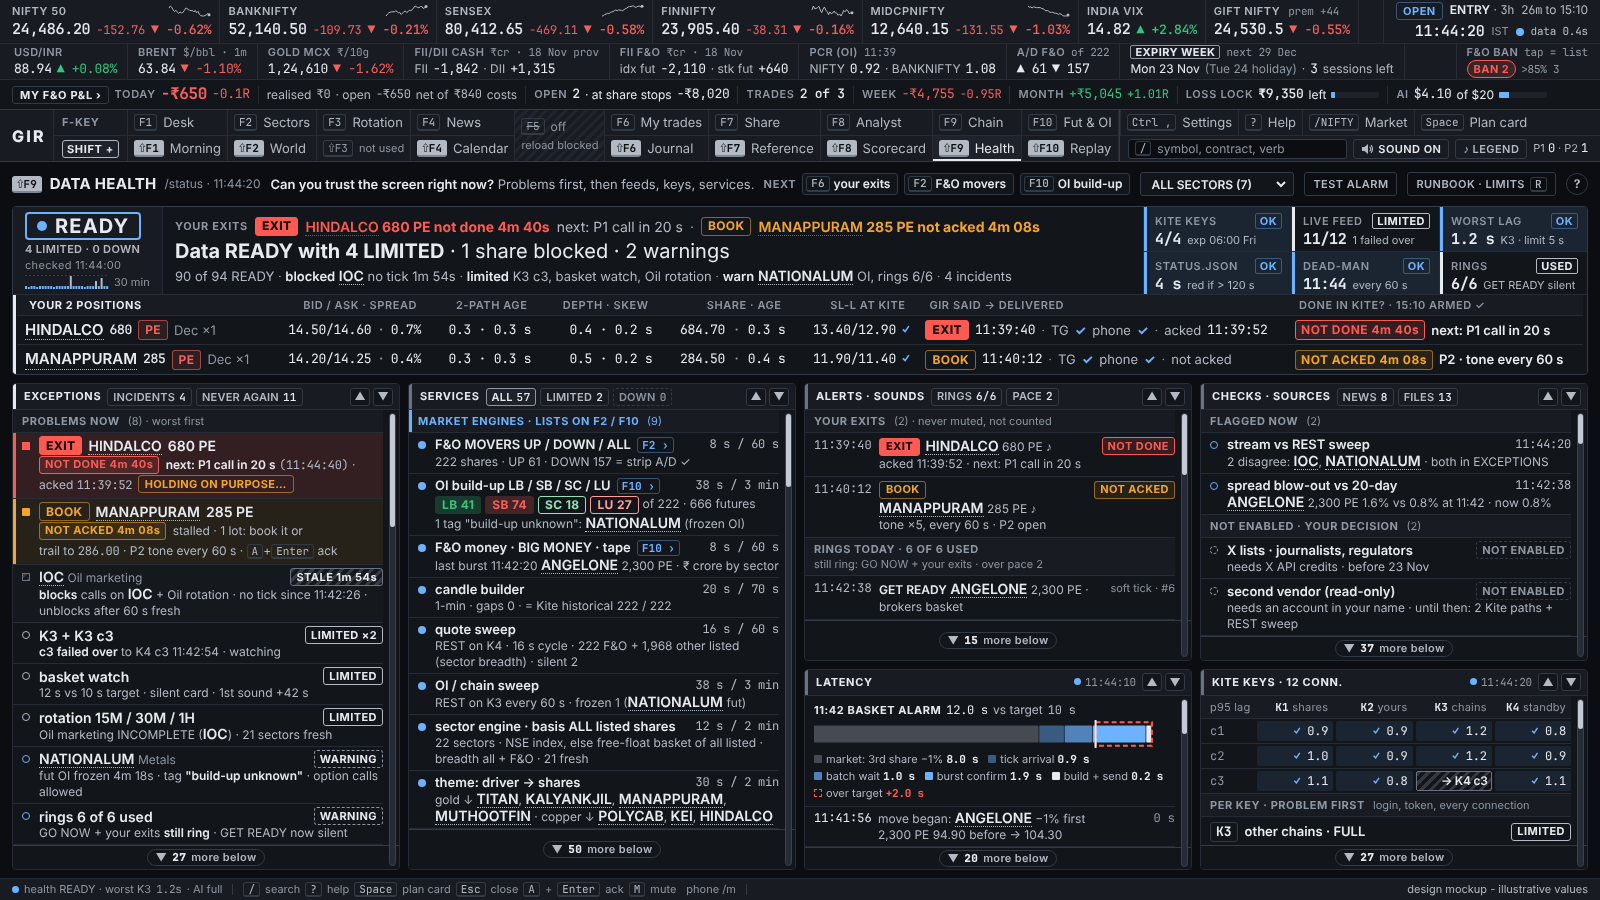 NIFTY 50
24,486.20 -152.76 ▼ -0.62%
BANKNIFTY
52,140.50 -109.73 ▼ -0.21%
SENSEX
80,412.65 -469.11 ▼ -0.58%
FINNIFTY
23,905.40 -38.31 ▼ -0.16%
MIDCPNIFTY
12,640.15 -131.55 ▼ -1.03%
INDIA VIX
14.82 ▲ +2.84%
GIFT NIFTY prem +44
24,530.5 ▼ -0.55%
OPEN ENTRY · 3h 26m to 15:10
11:44:20 IST data 0.4s
USD/INR
88.94 ▲ +0.08%
BRENT $/bbl · 1m
63.84 ▼ -1.10%
GOLD MCX ₹/10g
1,24,610 ▼ -1.62%
FII/DII CASH ₹cr · 18 Nov prov
FII -1,842 · DII +1,315
FII F&O ₹cr · 18 Nov
idx fut -2,110 · stk fut +640
PCR (OI) 11:39
NIFTY 0.92 · BANKNIFTY 1.08
A/D F&O of 222
▲ 61 ▼ 157
EXPIRY WEEK next 29 Dec
Mon 23 Nov (Tue 24 holiday) · 3 sessions left
F&O BAN tap = list
BAN 2 >85% 3
MY F&O P&L › TODAY -₹650 -0.1R realised ₹0 · open -₹650 net of ₹840 costs OPEN 2 · at share stops -₹8,020 TRADES 2 of 3 WEEK -₹4,755 -0.95R MONTH +₹5,045 +1.01R LOSS LOCK ₹9,350 left AI $4.10 of $20
GIR
F-KEY F1 Desk F2 Sectors F3 Rotation F4 News F5 off F6 My trades F7 Share F8 Analyst F9 Chain F10 Fut & OI Ctrl , Settings ? Help /NIFTY Market Space Plan card
SHIFT + ⇧F1 Morning ⇧F2 World ⇧F3 not used ⇧F4 Calendar reload blocked ⇧F6 Journal ⇧F7 Reference ⇧F8 Scorecard ⇧F9 Health ⇧F10 Replay / symbol, contract, verb SOUND ON ♪ LEGEND P1 0 · P2 1
⇧F9 DATA HEALTH /status · 11:44:20 Can you trust the screen right now? Problems first, then feeds, keys, services. NEXT F6 your exits F2 F&O movers F10 OI build-up ALL SECTORS (7) TEST ALARM RUNBOOK · LIMITS R ?
READY
4 LIMITED · 0 DOWN
checked 11:44:00
30 min
YOUR EXITS EXIT HINDALCO 680 PE not done 4m 40s next: P1 call in 20 s · BOOK MANAPPURAM 285 PE not acked 4m 08s
Data READY with 4 LIMITED · 1 share blocked · 2 warnings
90 of 94 READY · blocked IOC no tick 1m 54s · limited K3 c3, basket watch, Oil rotation · warn NATIONALUM OI, rings 6/6 · 4 incidents
KITE KEYS OK
4/4 exp 06:00 Fri
LIVE FEED LIMITED
11/12 1 failed over
WORST LAG OK
1.2 s K3 · limit 5 s
STATUS.JSON OK
4 s red if > 120 s
DEAD-MAN OK
11:44 every 60 s
RINGS USED
6/6 GET READY silent
YOUR 2 POSITIONS BID / ASK · SPREAD 2-PATH AGE DEPTH · SKEW SHARE · AGE SL-L AT KITE GIR SAID → DELIVERED DONE IN KITE? · 15:10 ARMED ✓
HINDALCO 680 PE Dec ×1 14.50/14.60 · 0.7% 0.3 · 0.3 s 0.4 · 0.2 s 684.70 · 0.3 s 13.40/12.90 ✓ EXIT 11:39:40 · TG ✓ phone ✓ · acked 11:39:52 NOT DONE 4m 40s next: P1 call in 20 s
MANAPPURAM 285 PE Dec ×1 14.20/14.25 · 0.4% 0.3 · 0.3 s 0.5 · 0.2 s 284.50 · 0.4 s 11.90/11.40 ✓ BOOK 11:40:12 · TG ✓ phone ✓ · not acked NOT ACKED 4m 08s P2 · tone every 60 s
EXCEPTIONS INCIDENTS 4 NEVER AGAIN 11 ▲ ▼
PROBLEMS NOW (8) · worst first
EXIT HINDALCO 680 PE
NOT DONE 4m 40s next: P1 call in 20 s (11:44:40) ·
acked 11:39:52 HOLDING ON PURPOSE...
BOOK MANAPPURAM 285 PE
NOT ACKED 4m 08s stalled · 1 lot: book it or
trail to 286.00 · P2 tone every 60 s · A + Enter ack
IOC Oil marketing STALE 1m 54s
blocks calls on IOC + Oil rotation · no tick since 11:42:26 ·
unblocks after 60 s fresh
K3 + K3 c3 LIMITED ×2
c3 failed over to K4 c3 11:42:54 · watching
basket watch LIMITED
12 s vs 10 s target · silent card · 1st sound +42 s
rotation 15M / 30M / 1H LIMITED
Oil marketing INCOMPLETE (IOC) · 21 sectors fresh
NATIONALUM Metals WARNING
fut OI frozen 4m 18s · tag "build-up unknown" · option calls
allowed
rings 6 of 6 used WARNING
GO NOW + your exits still ring · GET READY now silent
▼ 27 more below
SERVICES ALL 57 LIMITED 2 DOWN 0 ▲ ▼
MARKET ENGINES · LISTS ON F2 / F10 (9)
F&O MOVERS UP / DOWN / ALL F2 › 8 s / 60 s
222 shares · UP 61 · DOWN 157 = strip A/D ✓
OI build-up LB / SB / SC / LU F10 › 38 s / 3 min
LB 41 SB 74 SC 18 LU 27 of 222 · 666 futures
1 tag "build-up unknown": NATIONALUM (frozen OI)
F&O money · BIG MONEY · tape F10 › 8 s / 60 s
last burst 11:42:20 ANGELONE 2,300 PE · ₹ crore by sector
candle builder 20 s / 70 s
1-min · gaps 0 · = Kite historical 222 / 222
quote sweep 16 s / 60 s
REST on K4 · 16 s cycle · 222 F&O + 1,968 other listed
(sector breadth) · silent 2
OI / chain sweep 38 s / 3 min
REST on K3 every 60 s · frozen 1 (NATIONALUM fut)
sector engine · basis ALL listed shares 12 s / 2 min
22 sectors · NSE index, else free-float basket of all listed ·
breadth all + F&O · 21 fresh
theme: driver → shares 30 s / 2 min
gold ↓ TITAN, KALYANKJIL, MANAPPURAM,
MUTHOOTFIN · copper ↓ POLYCAB, KEI, HINDALCO
▼ 50 more below
ALERTS · SOUNDS RINGS 6/6 PACE 2 ▲ ▼
YOUR EXITS (2) · never muted, not counted
11:39:40 EXIT HINDALCO 680 PE ♪ NOT DONE
acked 11:39:52 · next: P1 call in 20 s
11:40:12 BOOK NOT ACKED
MANAPPURAM 285 PE ♪
tone ×5, every 60 s · P2 open
RINGS TODAY · 6 OF 6 USED
still ring: GO NOW + your exits · over pace 2
11:42:38 GET READY ANGELONE 2,300 PE · soft tick · #6
brokers basket
▼ 15 more below
LATENCY 11:44:10 ▲ ▼
11:42 BASKET ALARM 12.0 s vs target 10 s
market: 3rd share −1% 8.0 s tick arrival 0.9 s
batch wait 1.0 s burst confirm 1.9 s build + send 0.2 s
over target +2.0 s
11:41:56 move began: ANGELONE −1% first 0 s
2,300 PE 94.90 before → 104.30
▼ 20 more below
CHECKS · SOURCES NEWS 8 FILES 13 ▲ ▼
FLAGGED NOW (2)
stream vs REST sweep 11:44:20
2 disagree: IOC, NATIONALUM · both in EXCEPTIONS
spread blow-out vs 20-day 11:42:38
ANGELONE 2,300 PE 1.6% vs 0.8% at 11:42 · now 0.8%
NOT ENABLED · YOUR DECISION (2)
X lists · journalists, regulators NOT ENABLED
needs X API credits · before 23 Nov
second vendor (read-only) NOT ENABLED
needs an account in your name · until then: 2 Kite paths +
REST sweep
▼ 37 more below
KITE KEYS · 12 CONN. 11:44:20 ▲ ▼
p95 lag K1 shares K2 yours K3 chains K4 standby
c1 ✓ 0.9 ✓ 0.9 ✓ 1.2 ✓ 0.8
c2 ✓ 1.0 ✓ 0.9 ✓ 1.2 ✓ 0.9
c3 ✓ 1.1 ✓ 0.8 → K4 c3 ✓ 1.1
PER KEY · PROBLEM FIRST login, token, every connection
K3 other chains · FULL LIMITED
▼ 27 more below
health READY · worst K3 1.2s · AI full / search ? help Space plan card Esc close A + Enter ack M mute phone /m design mockup - illustrative values